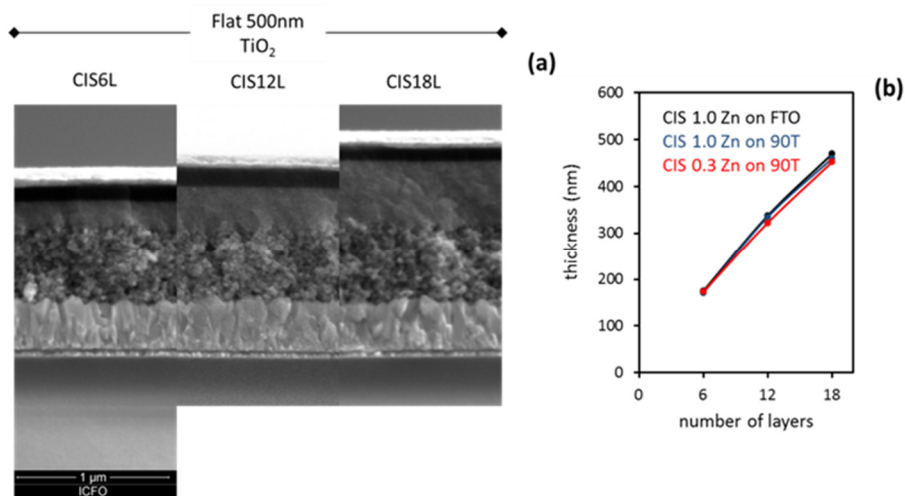 Flat 500nm
TiO₂
CIS6L
CIS12L
CIS18L
(a)
1 µm
ICFO
(b)
600
500
400
300
200
100
0
thickness (nm)
CIS 1.0 Zn on FTO
CIS 1.0 Zn on 90T
CIS 0.3 Zn on 90T
0 6 12 18
number of layers